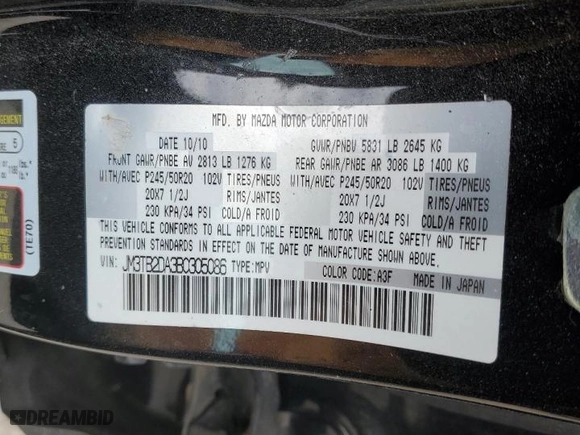 MFD. BY MAZDA MOTOR CORPORATION
DATE 10/10 GVWR/PNBV 5831 LB 2645 KG
FRONT GAWR/PNBE AV 2813 LB 1276 KG REAR GAWR/PNBE AR 3086 LB 1400 KG
WITH/AVEC P245/50R20 102V TIRES/PNEUS WITH/AVEC P245/50R20 102V TIRES/PNEUS
20X7 1/2J RIMS/JANTES 20X7 1/2J RIMS/JANTES
230 KPA/34 PSI COLD/A FROID 230 KPA/34 PSI COLD/A FROID
THIS VEHICLE CONFORMS TO ALL APPLICABLE FEDERAL MOTOR VEHICLE SAFETY AND THEFT
PREVENTION STANDARDS IN EFFECT ON THE DATE OF MANUFACTURE SHOWN ABOVE.
VIN: JM3TB2DA3B0305086 TYPE:MPV
COLOR CODE: A3F MADE IN JAPAN
5
lbs.
(TE70)
DREAMBID